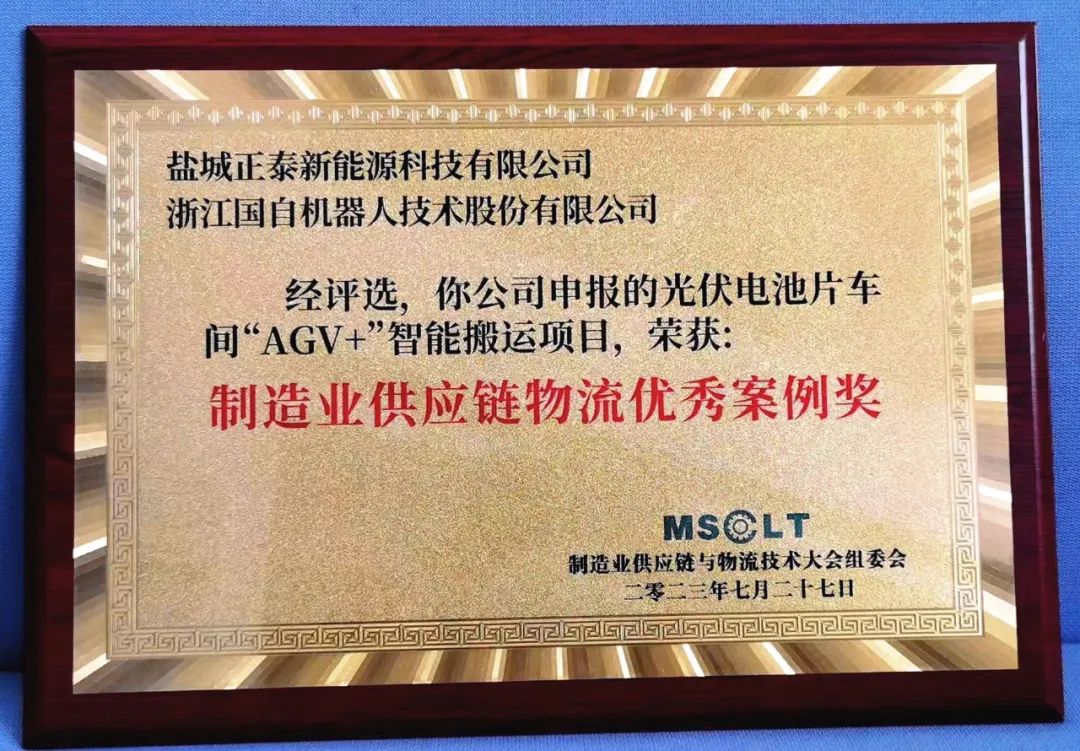 盐城正泰新能源科技有限公司
浙江国自机器人技术股份有限公司
经评选，你公司申报的光伏电池片车
间“AGV+”智能搬运项目，荣获:
制造业供应链物流优秀案例奖
MSCLT
制造业供应链与物流技术大会组委会
二零二三年七月二十七日